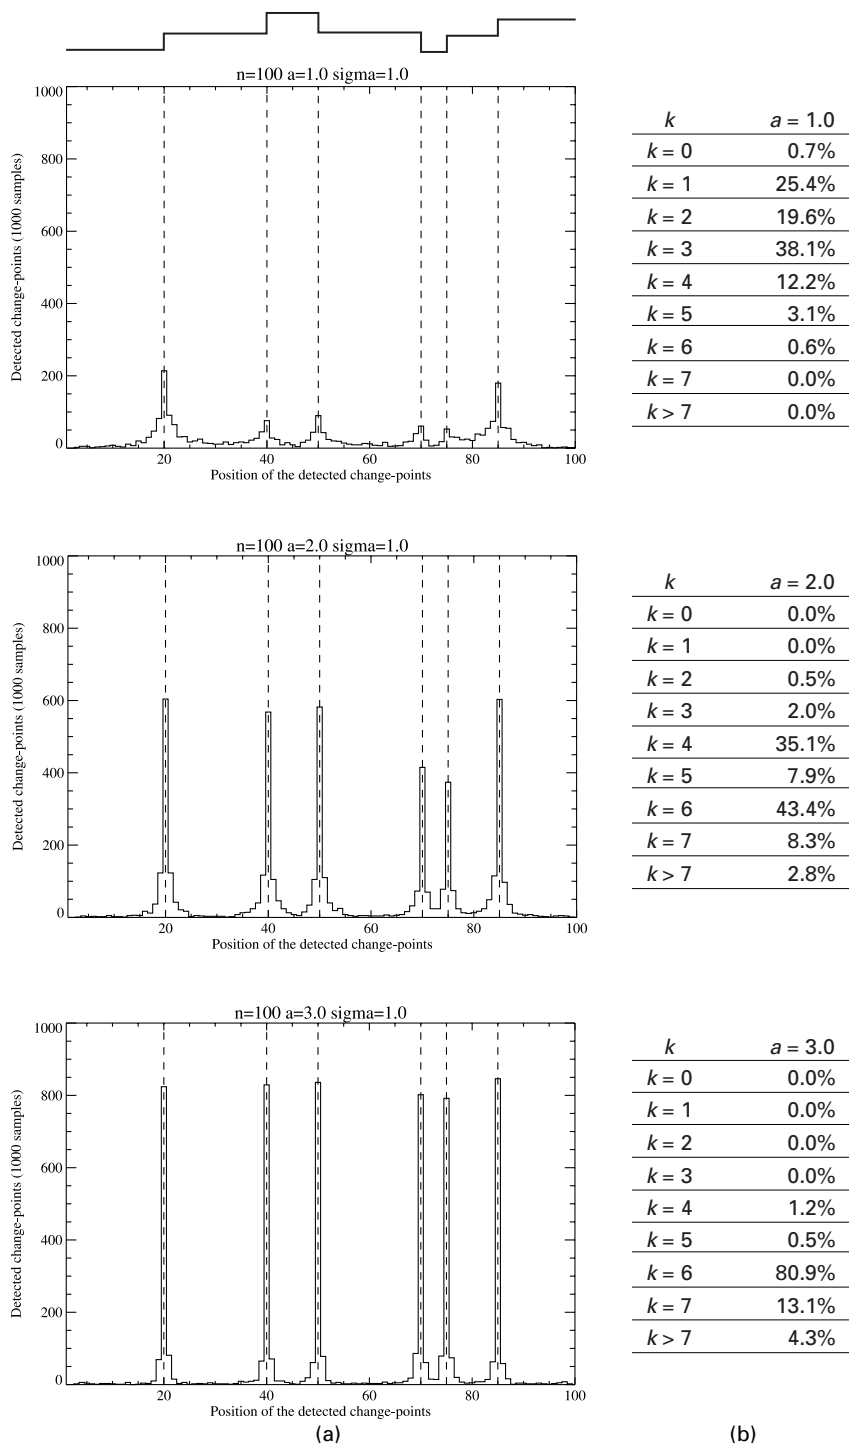 n=100 a=1.0 sigma=1.0
Detected change-points (1000 samples)
1000
800
600
400
200
0
20 40 60 80 100
Position of the detected change-points
k a = 1.0
k = 0 0.7%
k = 1 25.4%
k = 2 19.6%
k = 3 38.1%
k = 4 12.2%
k = 5 3.1%
k = 6 0.6%
k = 7 0.0%
k > 7 0.0%
n=100 a=2.0 sigma=1.0
Detected change-points (1000 samples)
1000
800
600
400
200
0
20 40 60 80 100
Position of the detected change-points
k a = 2.0
k = 0 0.0%
k = 1 0.0%
k = 2 0.5%
k = 3 2.0%
k = 4 35.1%
k = 5 7.9%
k = 6 43.4%
k = 7 8.3%
k > 7 2.8%
n=100 a=3.0 sigma=1.0
Detected change-points (1000 samples)
1000
800
600
400
200
0
20 40 60 80 100
Position of the detected change-points
k a = 3.0
k = 0 0.0%
k = 1 0.0%
k = 2 0.0%
k = 3 0.0%
k = 4 1.2%
k = 5 0.5%
k = 6 80.9%
k = 7 13.1%
k > 7 4.3%
(a) (b)